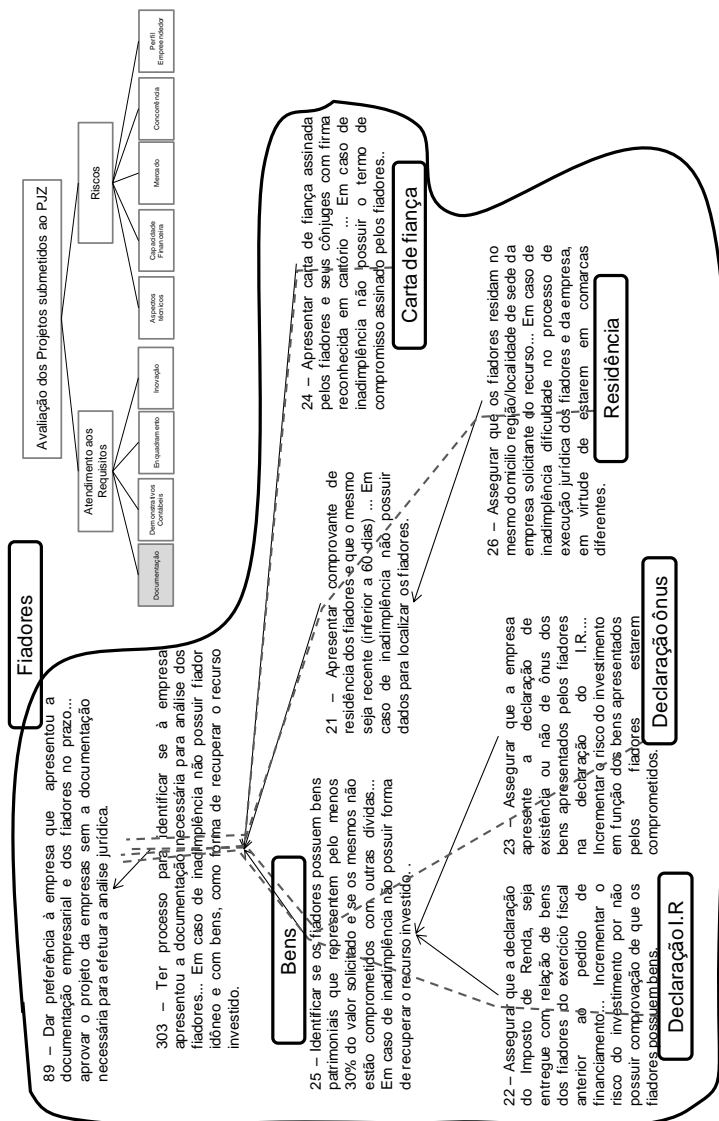 Fiadores
89 – Dar preferência à empresa que apresentou a
documentação empresarial e dos fiadores no prazo...
aprovar o projeto da empresas sem a documentação
necessária para efetuar a analise jurídica.
303 – Ter processo para identificar se à empresa
apresentou a documentação necessária para análise dos
fiadores... Em caso de inadimplência não possuir fiador
idôneo e com bens, como forma de recuperar o recurso
investido.
Bens
25 – Identificar se os fiadores possuem bens
patrimoniais que representem pelo menos
30% do valor solicitado e se os mesmos não
estão comprometidos com outras dividas...
Em caso de inadimplência não possuir forma
de recuperar o recurso investido. .
22 – Assegurar que a declaração
do Imposto de Renda, seja
entregue com relação de bens
dos fiadores do exercício fiscal
anterior ao pedido de
financiamento... Incrementar o
risco do investimento por não
possuir comprovação de que os
fiadores possuem bens.
Declaração I.R
23 – Assegurar que a empresa
apresente a declaração de
existência ou não de ônus dos
bens apresentados pelos fiadores
na declaração do I.R....
Incrementar o risco do investimento
em função dos bens apresentados
pelos fiadores estarem
comprometidos.
Declaração ônus
21 – Apresentar comprovante de
residência dos fiadores e que o mesmo
seja recente (inferior a 60 dias) ... Em
caso de inadimplência não possuir
dados para localizar os fiadores.
26 – Assegurar que os fiadores residam no
mesmo domicilio região/localidade de sede da
empresa solicitante do recurso... Em caso de
inadimplência dificuldade no processo de
execução jurídica dos fiadores e da empresa,
em virtude de estarem em comarcas
diferentes.
Residência
24 – Apresentar carta de fiança assinada
pelos fiadores e seus cônjuges com firma
reconhecida em cartório ... Em caso de
inadimplência não possuir o termo de
compromisso assinado pelos fiadores..
Carta de fiança
Avaliação dos Projetos submetidos ao PJZ
Atendimento aos
Requisitos
Riscos
Documentação
Demonstrativos
Contábeis
Enquadramento
Inovação
Aspectos
técnicos
Capacidade
Financeira
Mercado
Concorrência
Perfil
Empreendedor